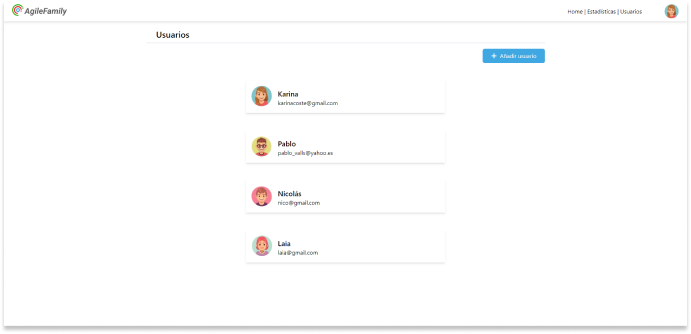 AgileFamily
Home | Estadísticas | Usuarios
Usuarios
+ Añadir usuario
Karina
karinacoste@gmail.com
Pablo
pablo_valls@yahoo.es
Nicolás
nico@gmail.com
Laia
laia@gmail.com